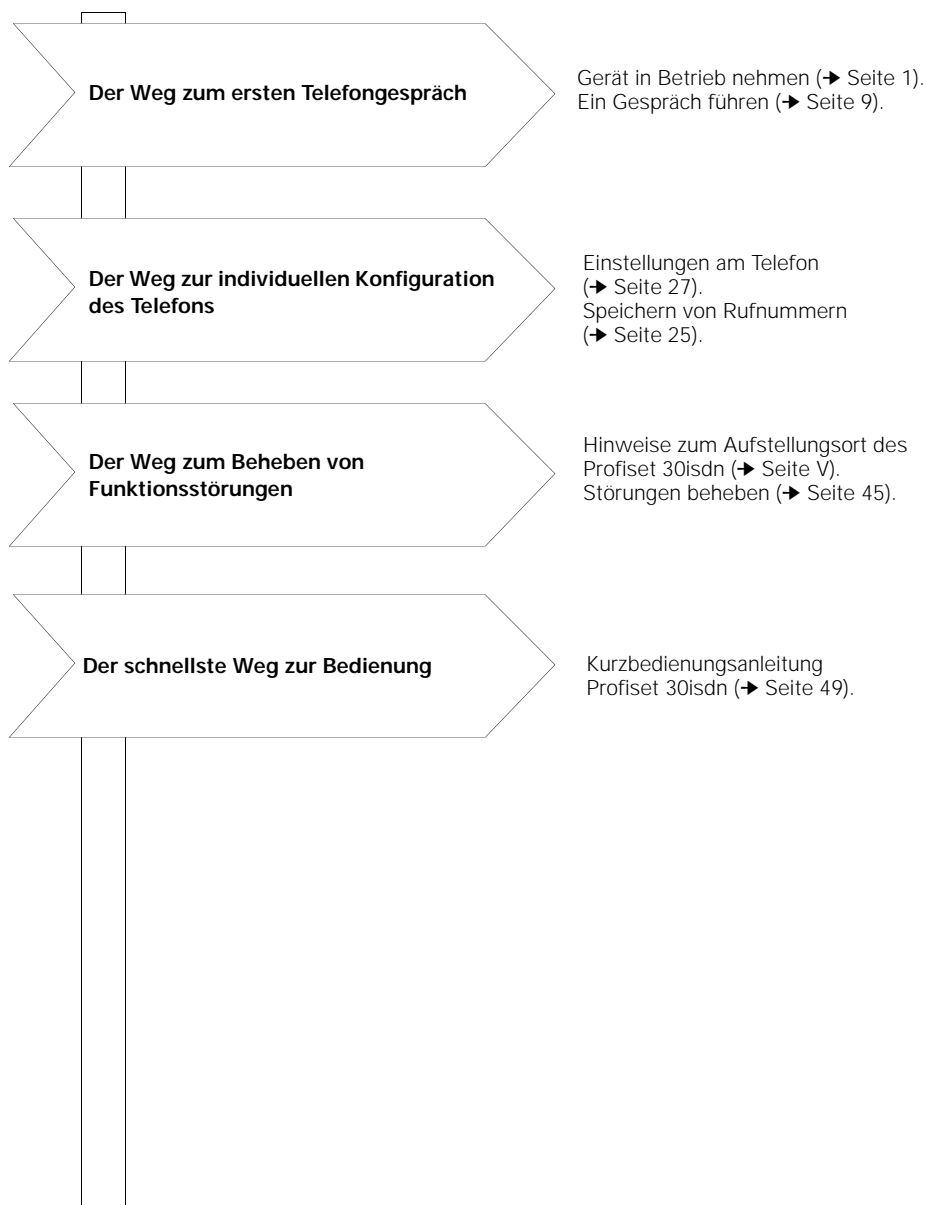 Der Weg zum ersten Telefongespräch
Gerät in Betrieb nehmen (➔ Seite 1).
Ein Gespräch führen (➔ Seite 9).
Der Weg zur individuellen Konfiguration
des Telefons
Einstellungen am Telefon
(➔ Seite 27).
Speichern von Rufnummern
(➔ Seite 25).
Der Weg zum Beheben von
Funktionsstörungen
Hinweise zum Aufstellungsort des
Profiset 30isdn (➔ Seite V).
Störungen beheben (➔ Seite 45).
Der schnellste Weg zur Bedienung
Kurzbedienungsanleitung
Profiset 30isdn (➔ Seite 49).